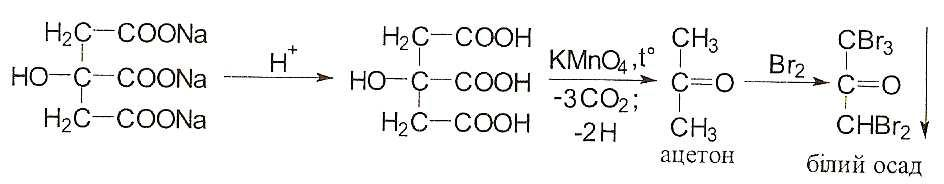 H₂C—COONa
HO—C—COONa
H₂C—COONa
H⁺
H₂C—COOH
HO—C—COOH
H₂C—COOH
KMnO₄,t°
-3CO₂;
-2H
CH₃
C=O
CH₃
ацетон
Br₂
CBr₃
C=O
CHBr₂
білий осад